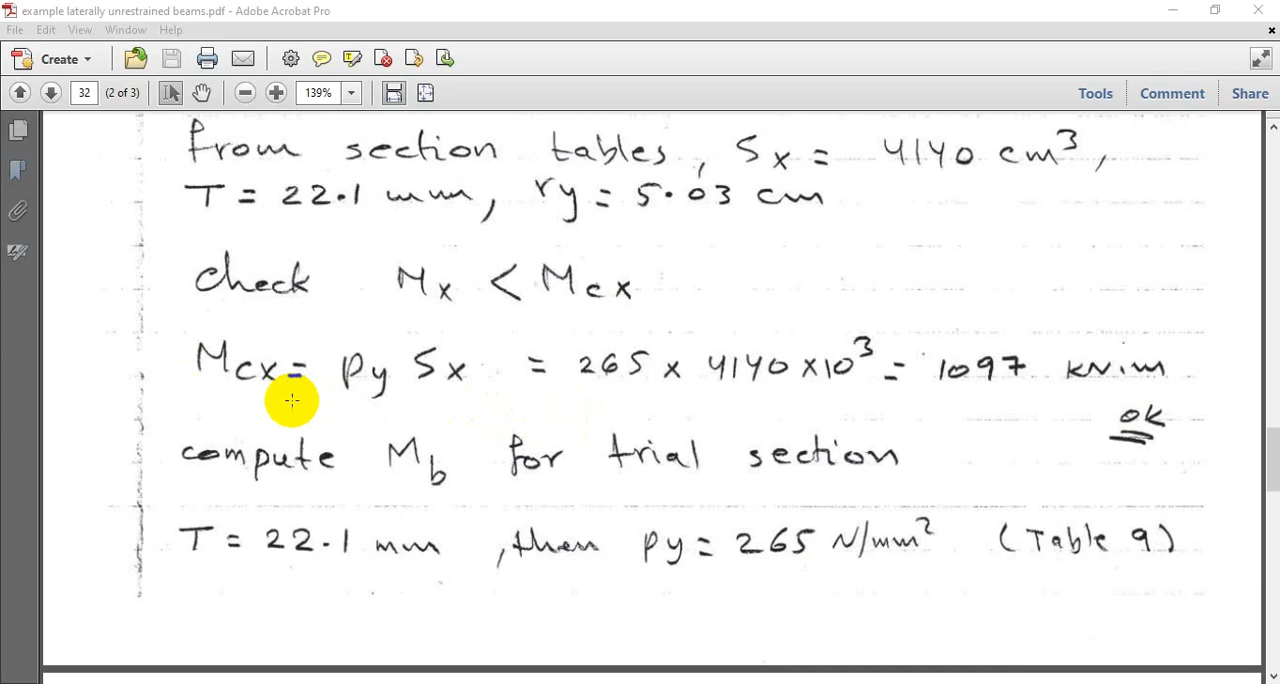 example laterally unrestrained beams.pdf - Adobe Acrobat Pro
File Edit View Window Help
Create
32 (2 of 3) 139% Tools Comment Share
from section tables, Sx = 4140 cm³,
T = 22.1 mm, ry = 5.03 cm
check Mx < Mcx
Mcx = Py Sx = 265 x 4140 x 10³ = 1097 kN.m
ok
compute Mb for trial section
T = 22.1 mm, then Py = 265 N/mm² (Table 9)